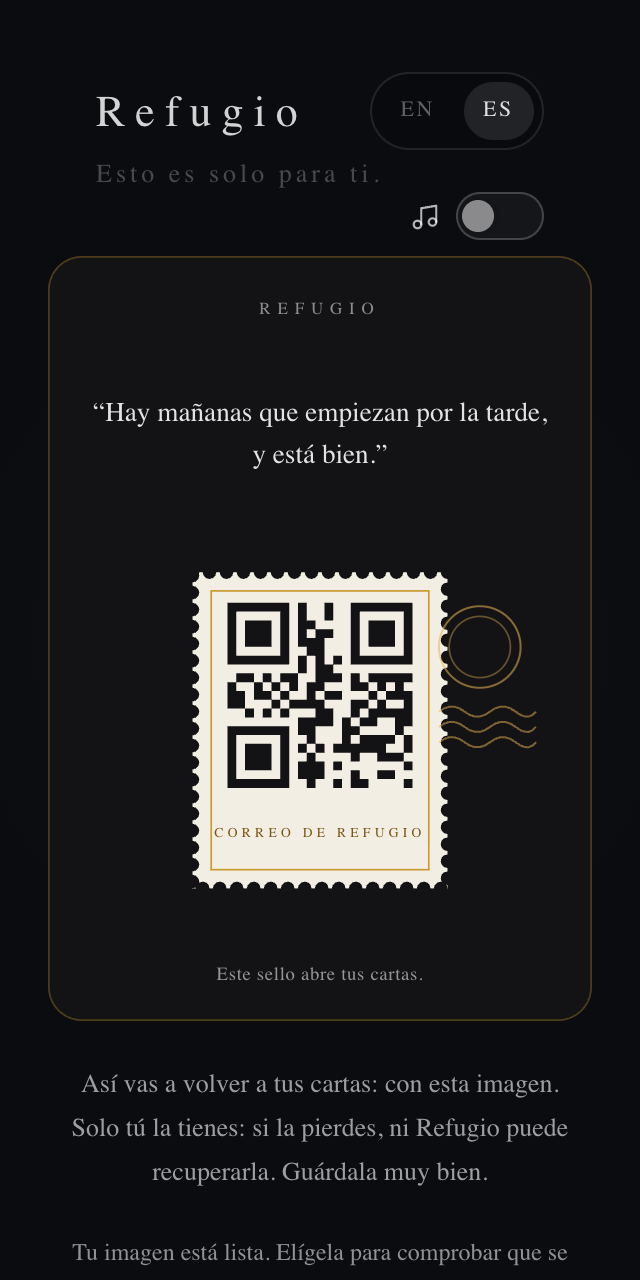 Refugio
EN ES
Esto es solo para ti.
REFUGIO
“Hay mañanas que empiezan por la tarde,
y está bien.”
CORREO DE REFUGIO
Este sello abre tus cartas.
Así vas a volver a tus cartas: con esta imagen.
Solo tú la tienes: si la pierdes, ni Refugio puede
recuperarla. Guárdala muy bien.
Tu imagen está lista. Elígela para comprobar que se